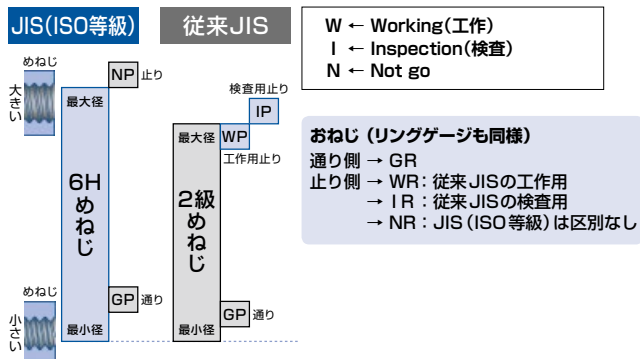 JIS(ISO等級)
従来JIS
めねじ
大きい
NP 止り
最大径
6Hめねじ
めねじ
小さい
GP 通り
最小径
検査用止り
IP
最大径
WP
工作用止り
2級めねじ
GP 通り
最小径
W ← Working(工作)
I ← Inspection(検査)
N ← Not go
おねじ（リングゲージも同様）
通り側 → GR
止り側 → WR：従来JISの工作用
→ IR：従来JISの検査用
→ NR：JIS(ISO等級)は区別なし